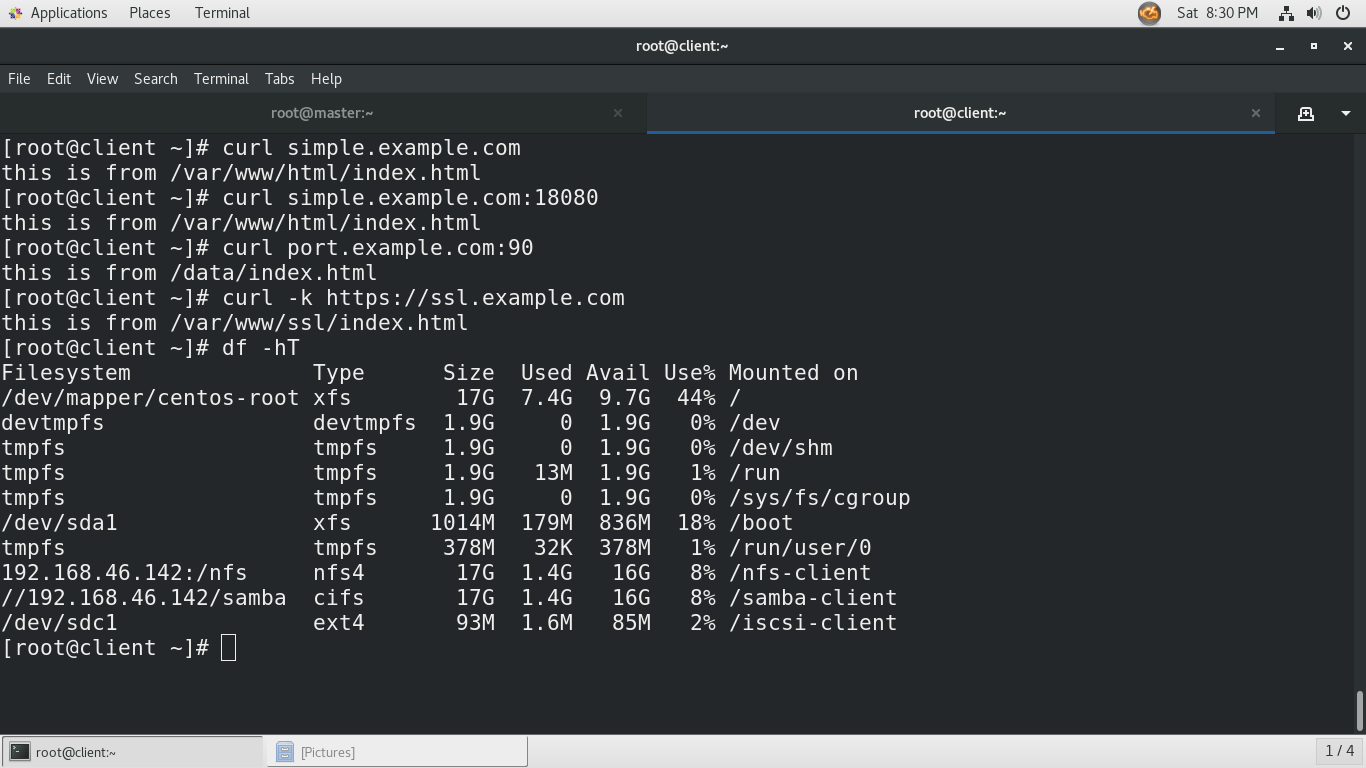 Applications Places Terminal Sat 8:30 PM
root@client:~
File Edit View Search Terminal Tabs Help
root@master:~ × root@client:~ ×
[root@client ~]# curl simple.example.com
this is from /var/www/html/index.html
[root@client ~]# curl simple.example.com:18080
this is from /var/www/html/index.html
[root@client ~]# curl port.example.com:90
this is from /data/index.html
[root@client ~]# curl -k https://ssl.example.com
this is from /var/www/ssl/index.html
[root@client ~]# df -hT
Filesystem              Type      Size  Used Avail Use% Mounted on
/dev/mapper/centos-root xfs        17G  7.4G  9.7G  44% /
devtmpfs                devtmpfs  1.9G     0  1.9G   0% /dev
tmpfs                   tmpfs     1.9G     0  1.9G   0% /dev/shm
tmpfs                   tmpfs     1.9G   13M  1.9G   1% /run
tmpfs                   tmpfs     1.9G     0  1.9G   0% /sys/fs/cgroup
/dev/sda1               xfs      1014M  179M  836M  18% /boot
tmpfs                   tmpfs     378M   32K  378M   1% /run/user/0
192.168.46.142:/nfs     nfs4       17G  1.4G   16G   8% /nfs-client
//192.168.46.142/samba  cifs       17G  1.4G   16G   8% /samba-client
/dev/sdc1               ext4       93M  1.6M   85M   2% /iscsi-client
[root@client ~]#
root@client:~ [Pictures] 1 / 4